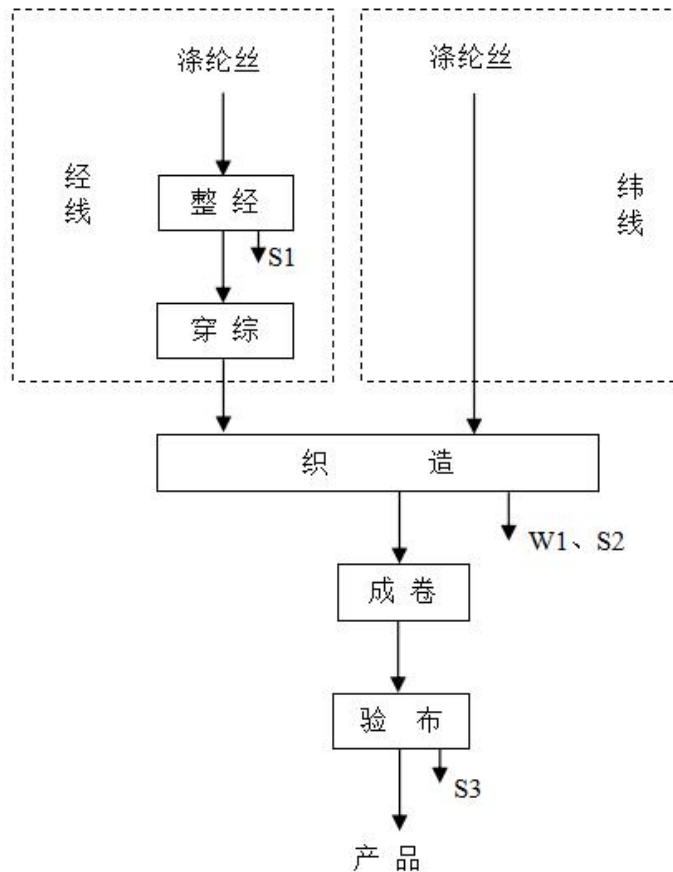 涤纶丝
涤纶丝
经线
纬线
整 经
S1
穿 综
织 造
W1、S2
成 卷
验 布
S3
产 品